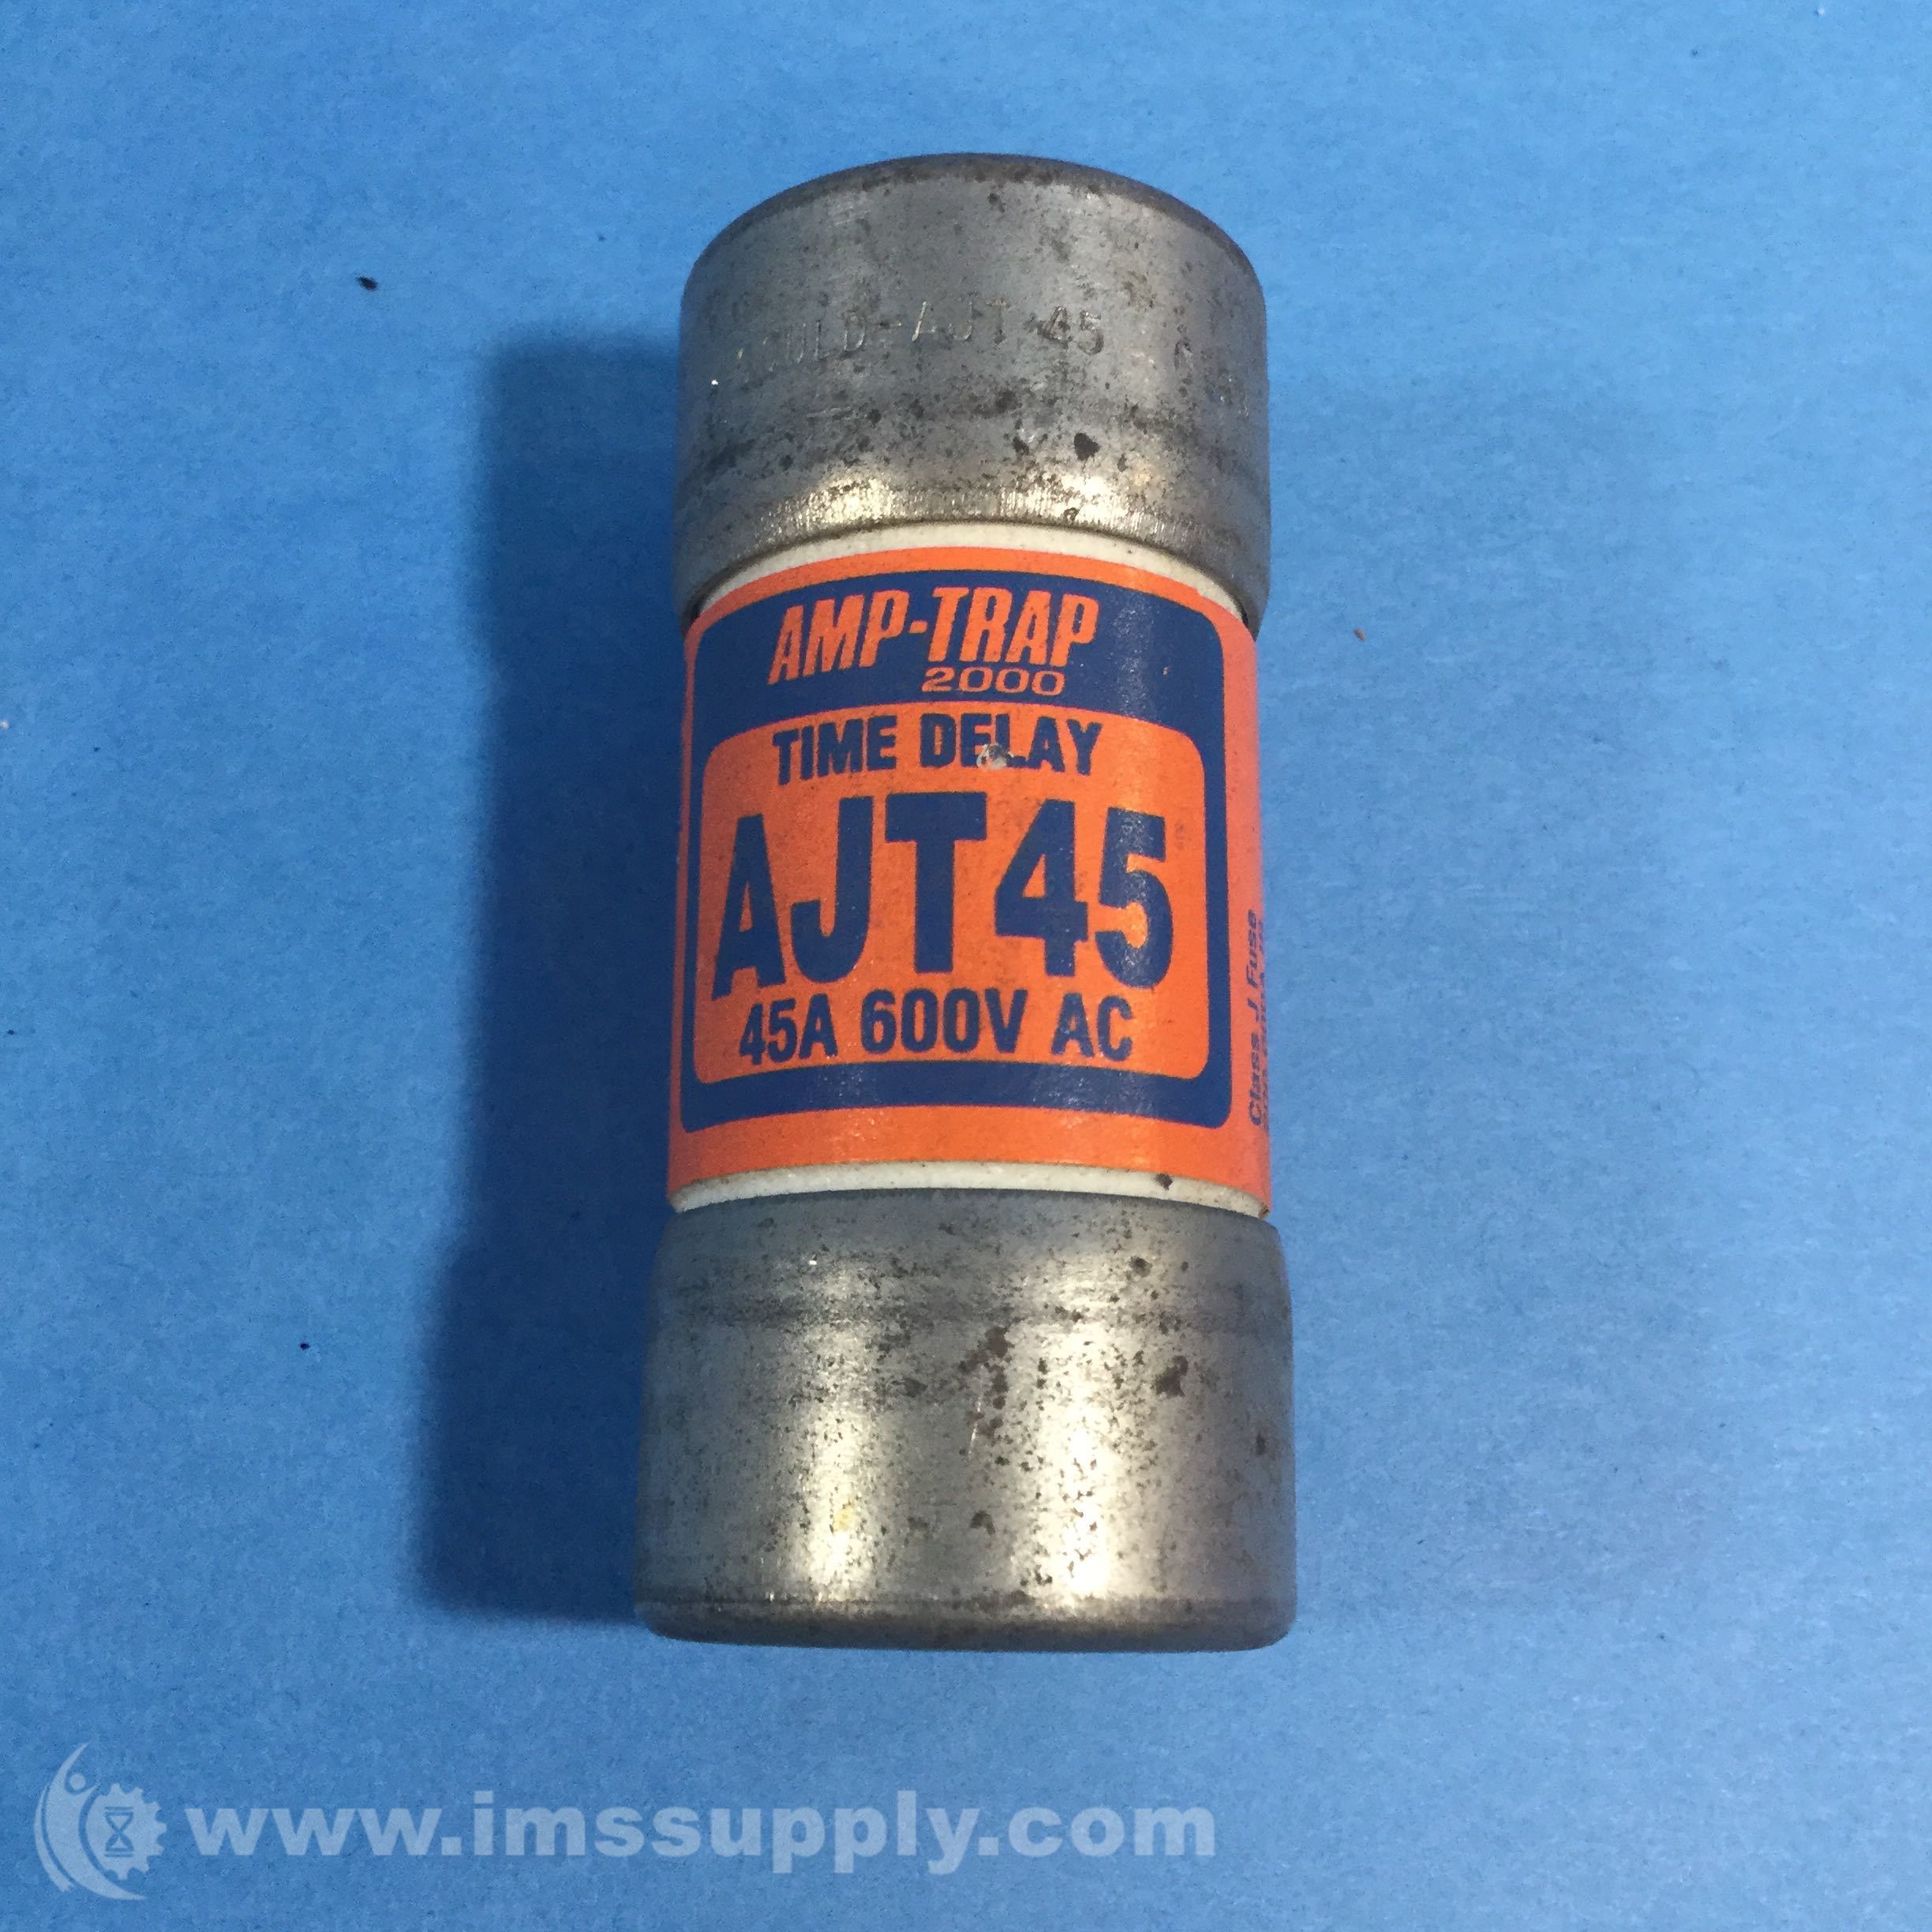 GOULD-AJT 45
AMP-TRAP
2000
TIME DELAY
AJT45
45A 600V AC
Class J Fuse
www.imssupply.com